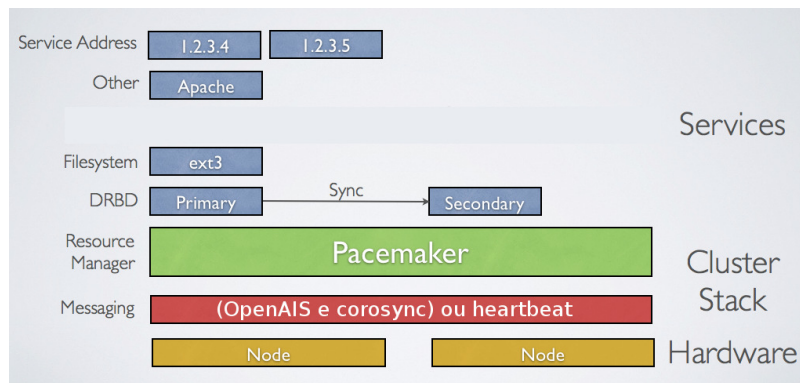 Service Address 1.2.3.4 1.2.3.5
Other Apache
Services
Filesystem ext3
DRBD Primary Sync Secondary
Resource
Manager
Pacemaker
Cluster
Stack
Messaging (OpenAIS e corosync) ou heartbeat
Node Node Hardware